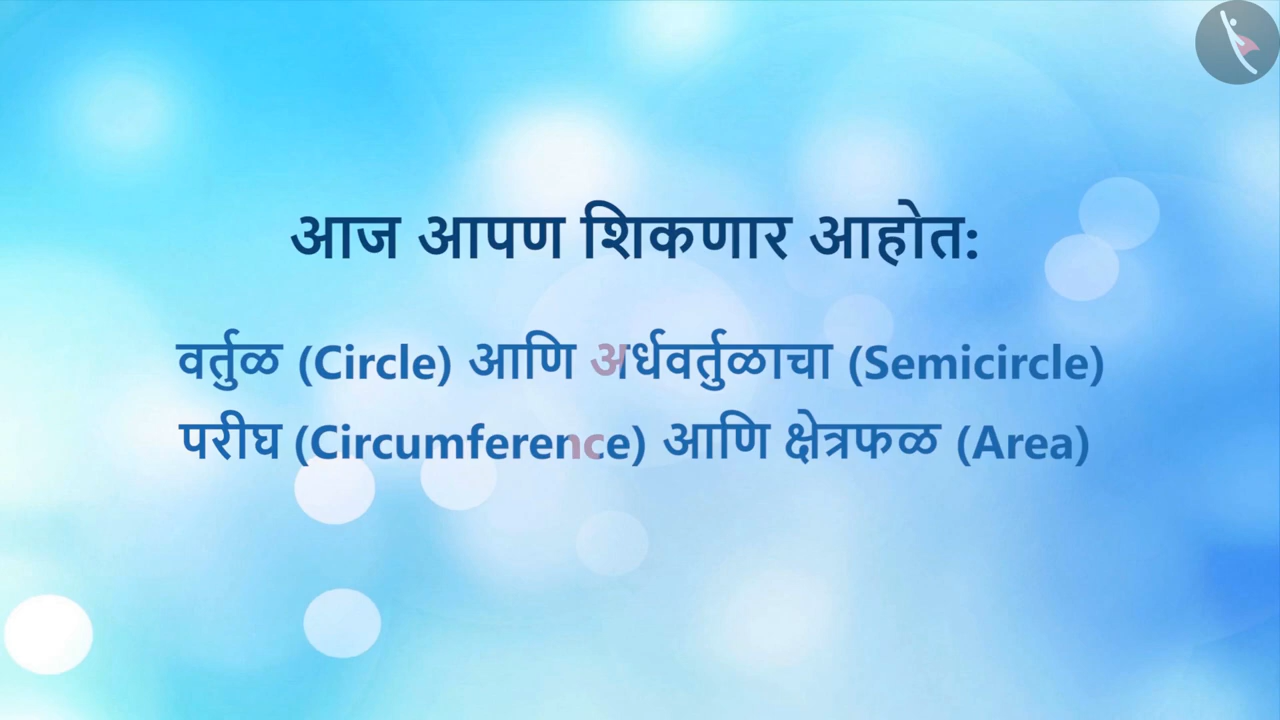 आज आपण शिकणार आहोत:
वर्तुळ (Circle) आणि अर्धवर्तुळाचा (Semicircle)
परीघ (Circumference) आणि क्षेत्रफळ (Area)